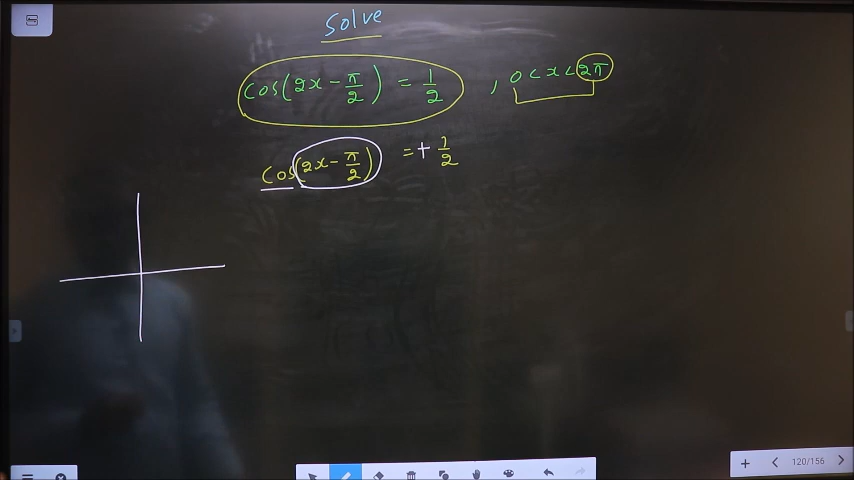 Solve
cos(2x - π/2) = 1/2 , 0 < x < 2π
cos(2x - π/2) = + 1/2
120/156